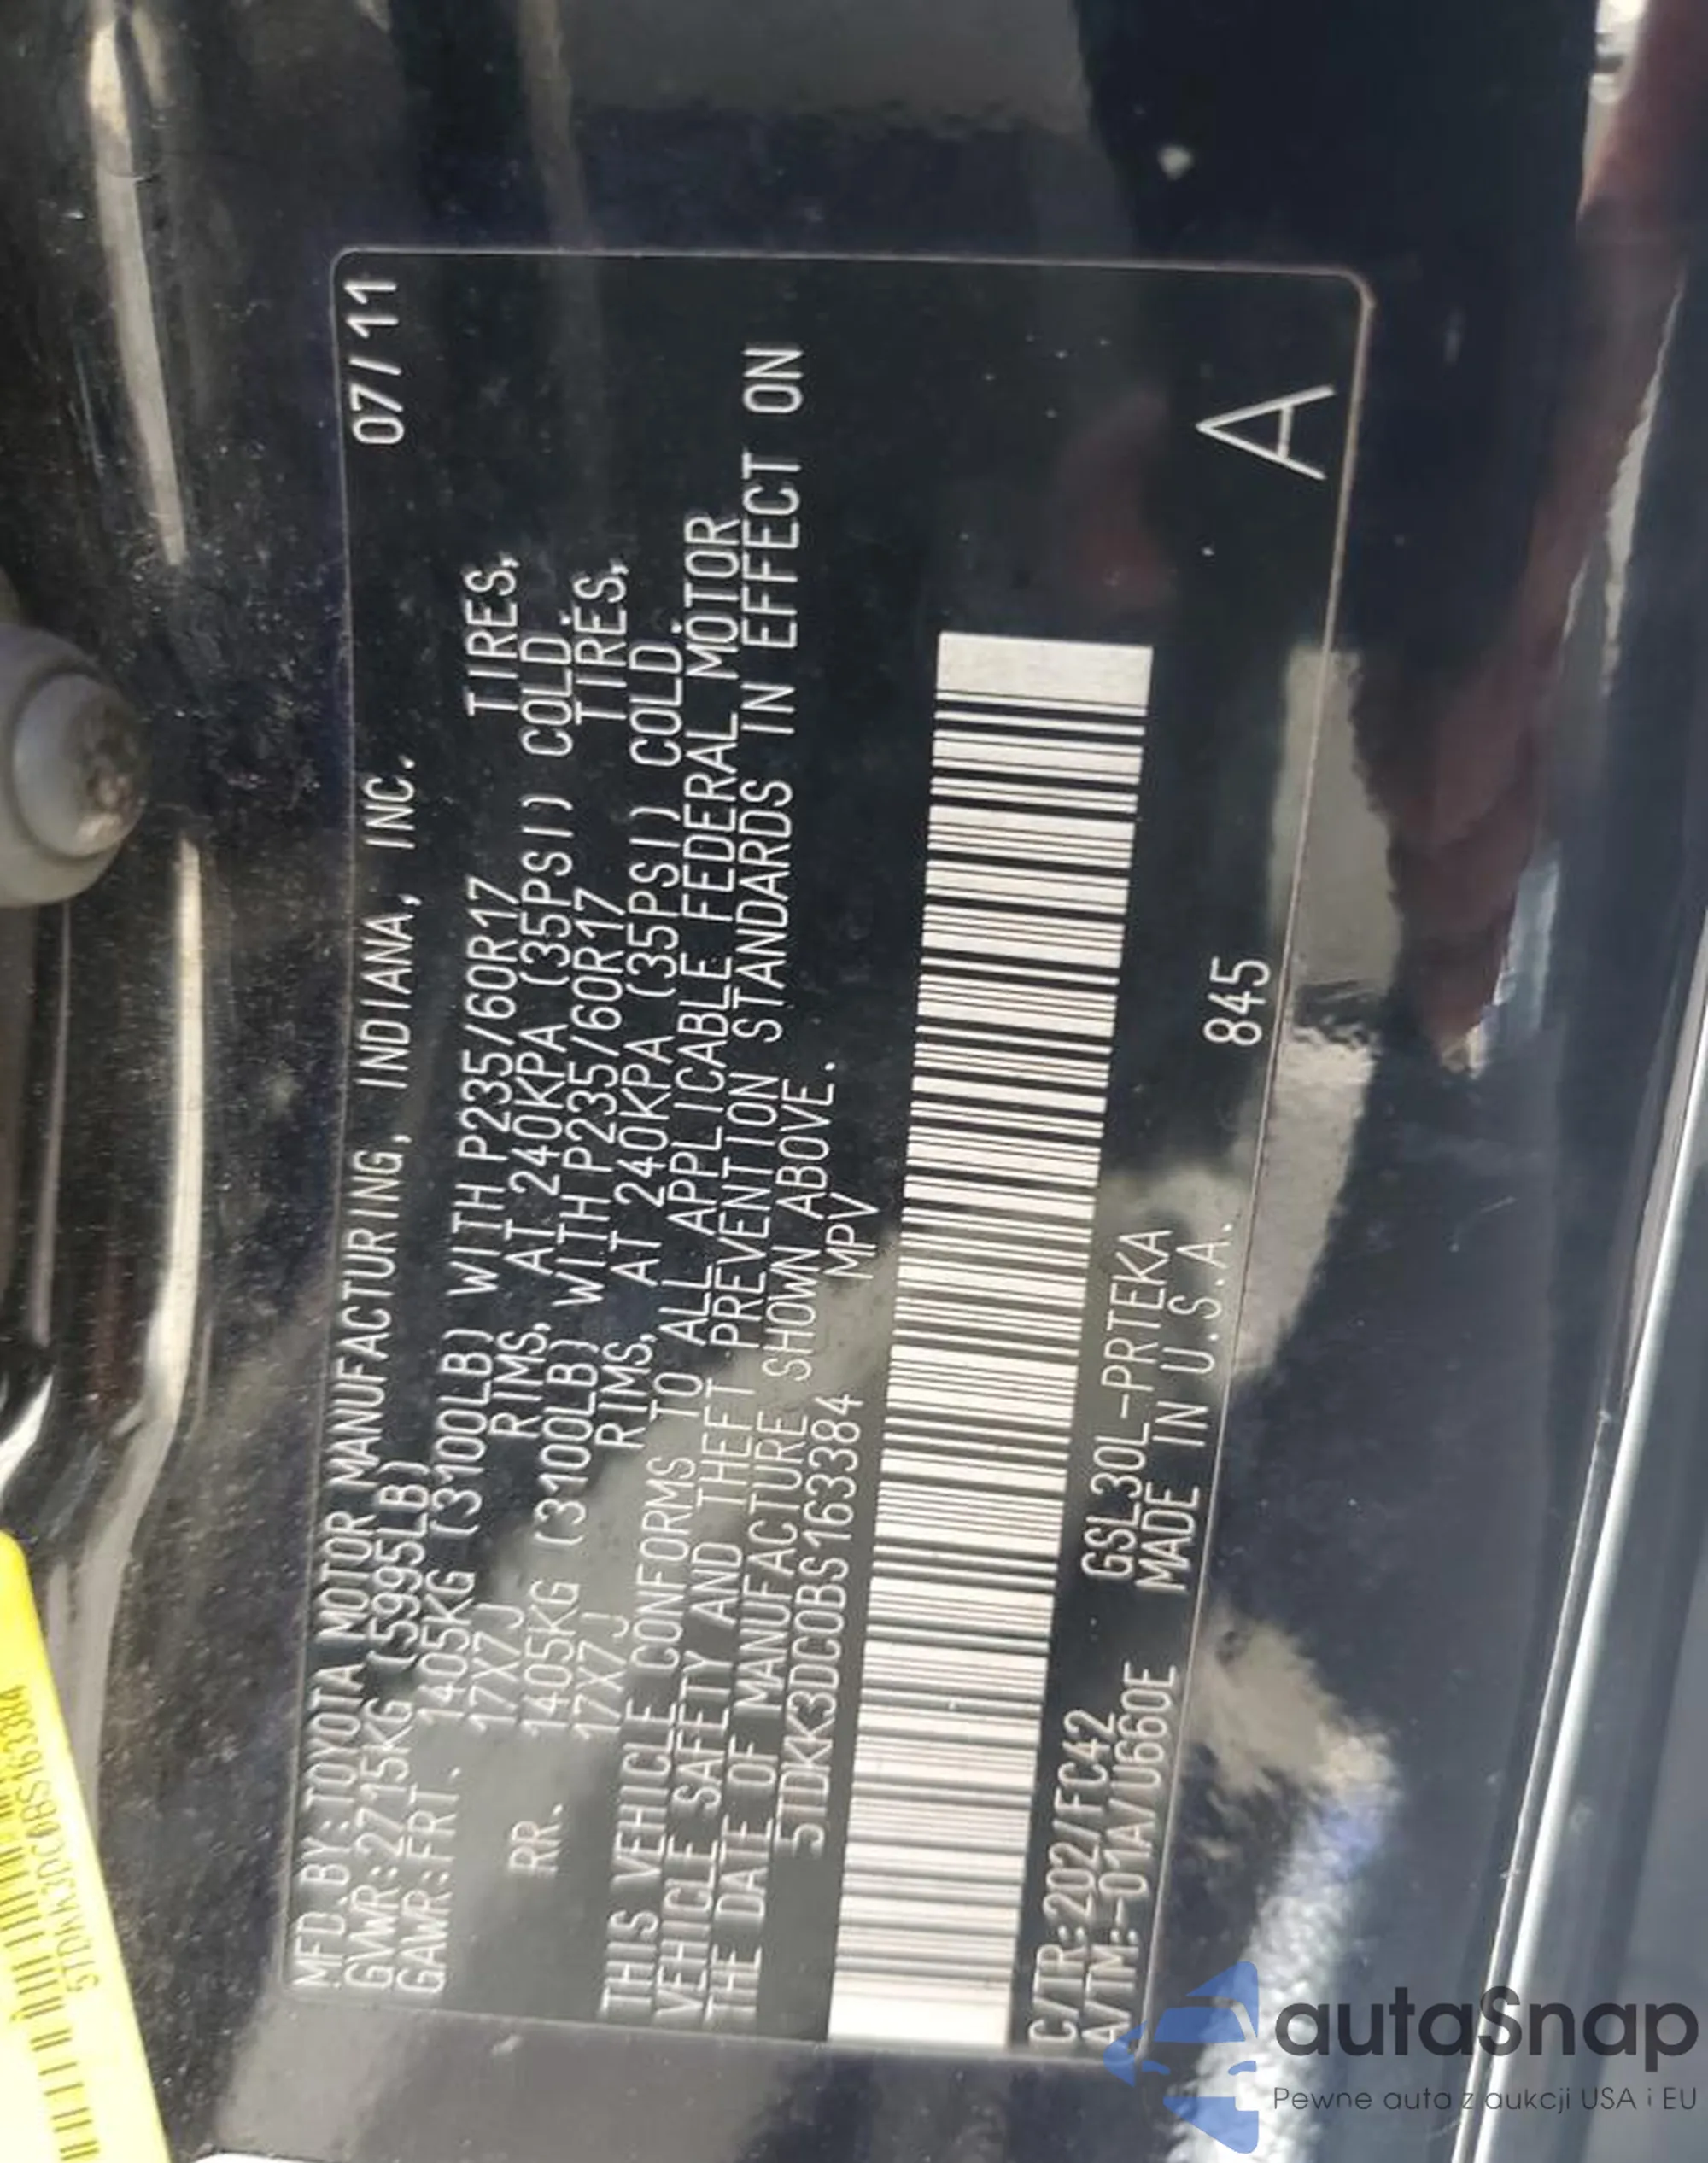 MFD.BY:TOYOTA MOTOR MANUFACTURING, INDIANA, INC. 07/11
GVWR:2715KG (5995LB)
GAWR:FRT. 1405KG (3100LB) WITH P235/60R17 TIRES,
17X7J RIMS, AT 240KPA (35PSI) COLD
RR. 1405KG (3100LB) WITH P235/60R17 TIRES,
17X7J RIMS, AT 240KPA (35PSI) COLD.
THIS VEHICLE CONFORMS TO ALL APPLICABLE FEDERAL MOTOR
VEHICLE SAFETY AND THEFT PREVENTION STANDARDS IN EFFECT ON
THE DATE OF MANUFACTURE SHOWN ABOVE.
5TDKK3DC0BS163384 MPV
C/TR:202/FC42 GSL30L-PRTEKA
A/TM:-01A/U660E MADE IN U.S.A. 845
A
5TDKK3DC0BS163384
autaSnap
Pewne auta z aukcji USA i EU